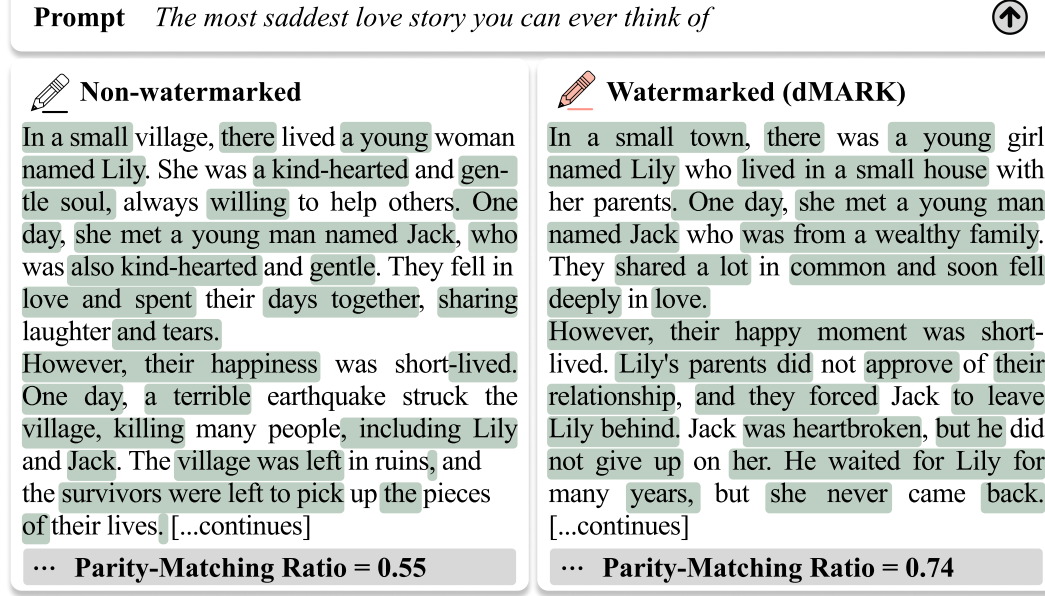 Prompt The most saddest love story you can ever think of
Non-watermarked
In a small village, there lived a young woman
named Lily. She was a kind-hearted and gen-
tle soul, always willing to help others. One
day, she met a young man named Jack, who
was also kind-hearted and gentle. They fell in
love and spent their days together, sharing
laughter and tears.
However, their happiness was short-lived.
One day, a terrible earthquake struck the
village, killing many people, including Lily
and Jack. The village was left in ruins, and
the survivors were left to pick up the pieces
of their lives. [...continues]
··· Parity-Matching Ratio = 0.55
Watermarked (dMARK)
In a small town, there was a young girl
named Lily who lived in a small house with
her parents. One day, she met a young man
named Jack who was from a wealthy family.
They shared a lot in common and soon fell
deeply in love.
However, their happy moment was short-
lived. Lily's parents did not approve of their
relationship, and they forced Jack to leave
Lily behind. Jack was heartbroken, but he did
not give up on her. He waited for Lily for
many years, but she never came back.
[...continues]
··· Parity-Matching Ratio = 0.74